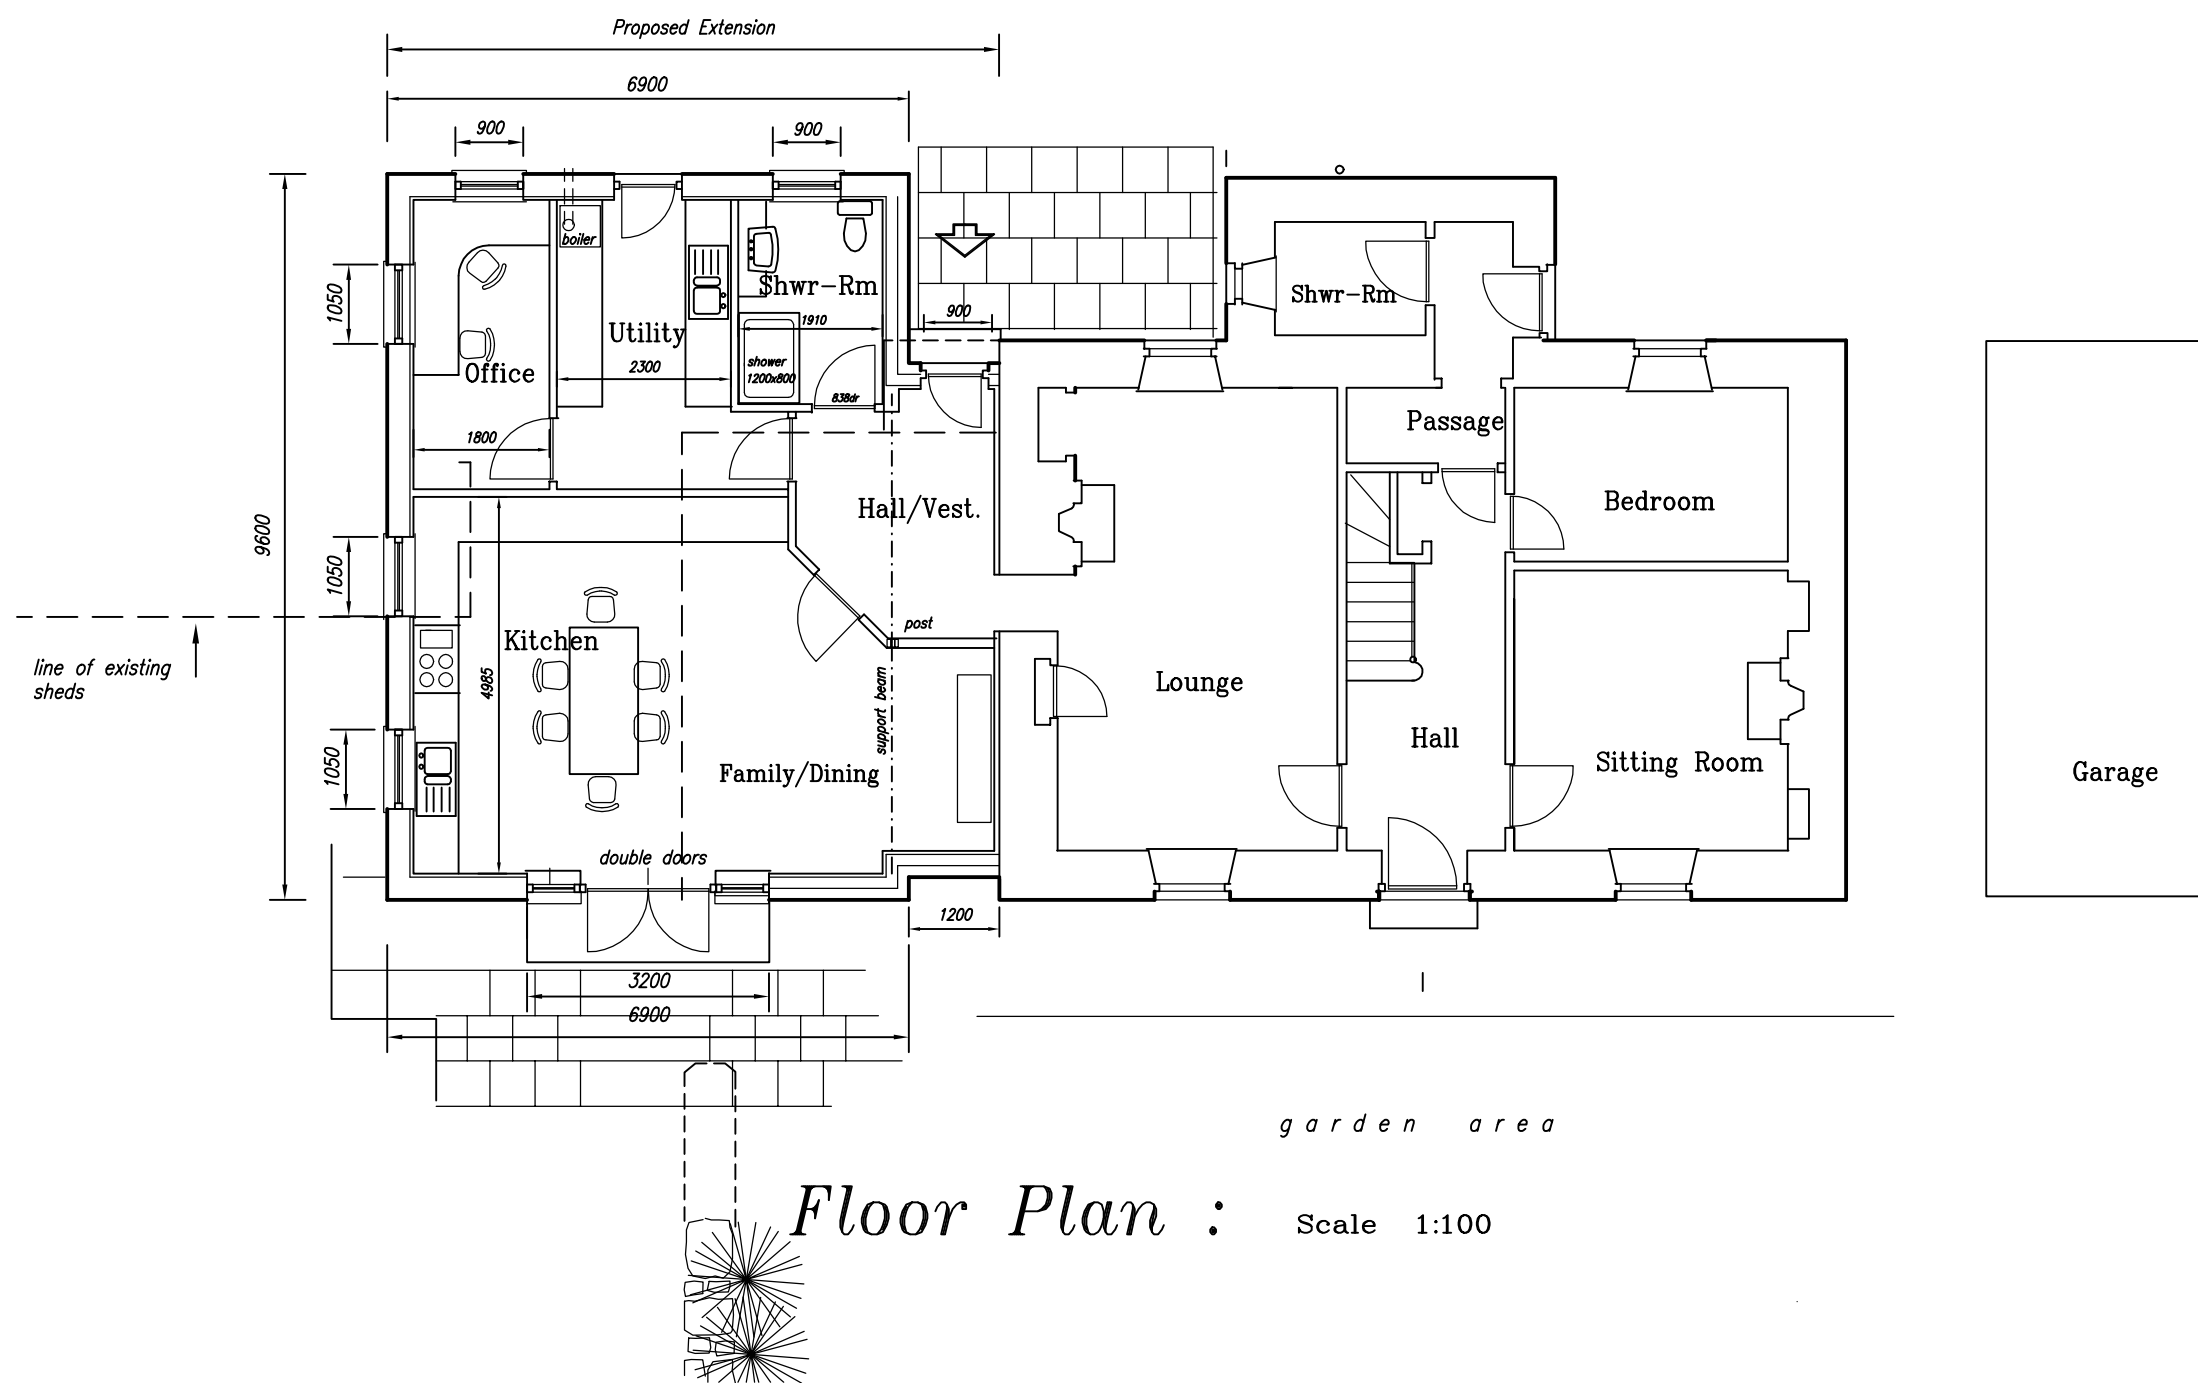 Proposed Extension
6900
900
900
boiler
1050
Shwr-Rm
Shwr-Rm
900
1910
Utility
shower
1200x800
2300
Office
838dr
Passage
1800
Bedroom
Hall/Vest.
9600
1050
post
Kitchen
line of existing
sheds
4985
support beam
Lounge
Hall
Sitting Room
Garage
1050
Family/Dining
double doors
1200
3200
6900
garden area
Floor Plan : Scale 1:100